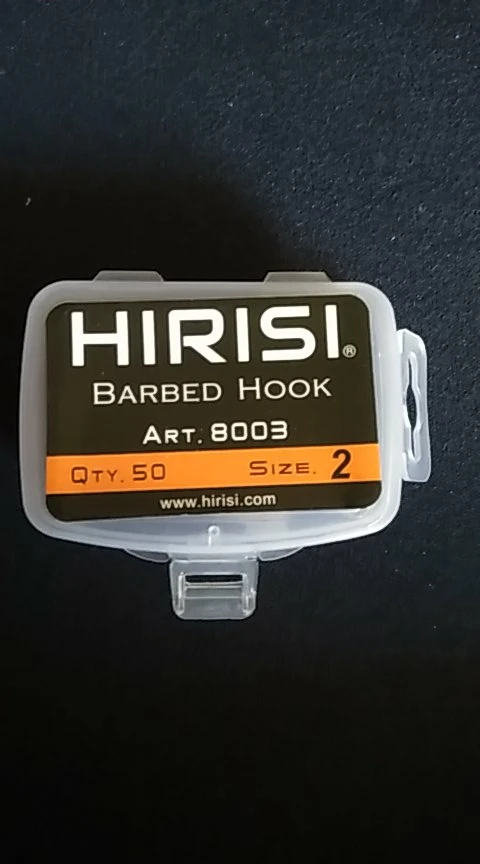 HIRISI®
BARBED HOOK
ART. 8003
QTY. 50 SIZE. 2
www.hirisi.com